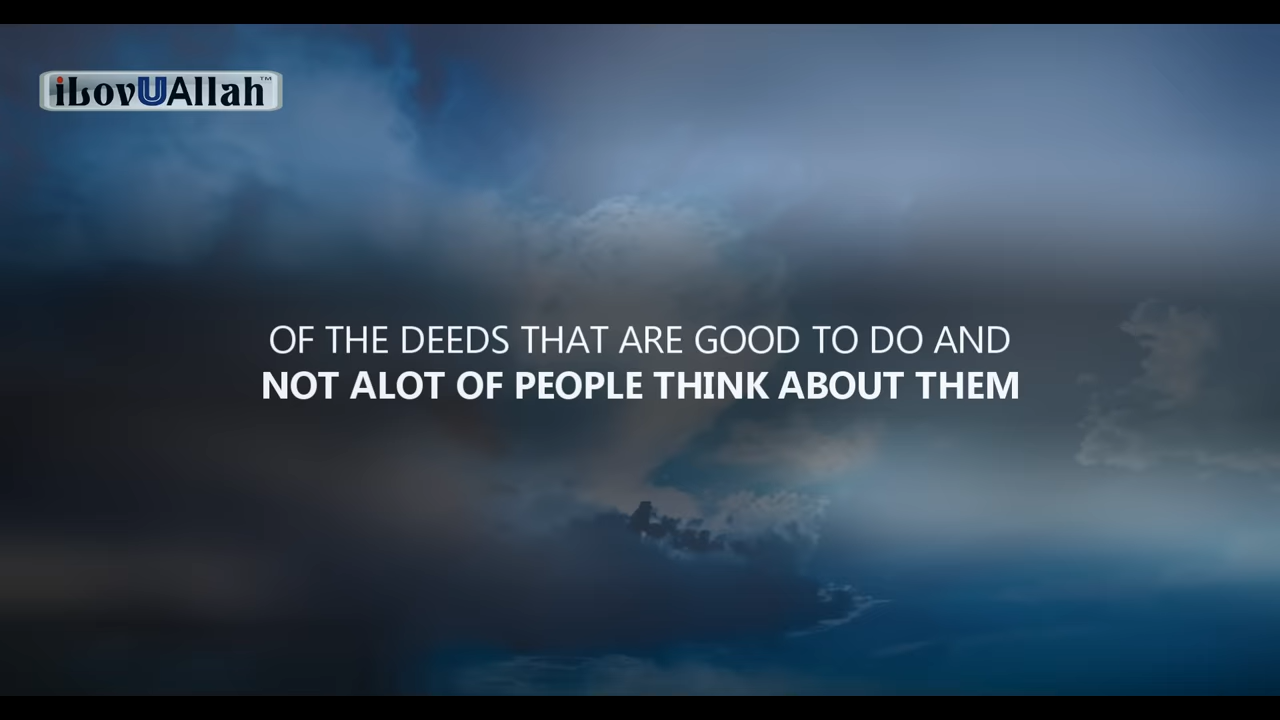 iLovUAllah™
OF THE DEEDS THAT ARE GOOD TO DO AND
NOT ALOT OF PEOPLE THINK ABOUT THEM